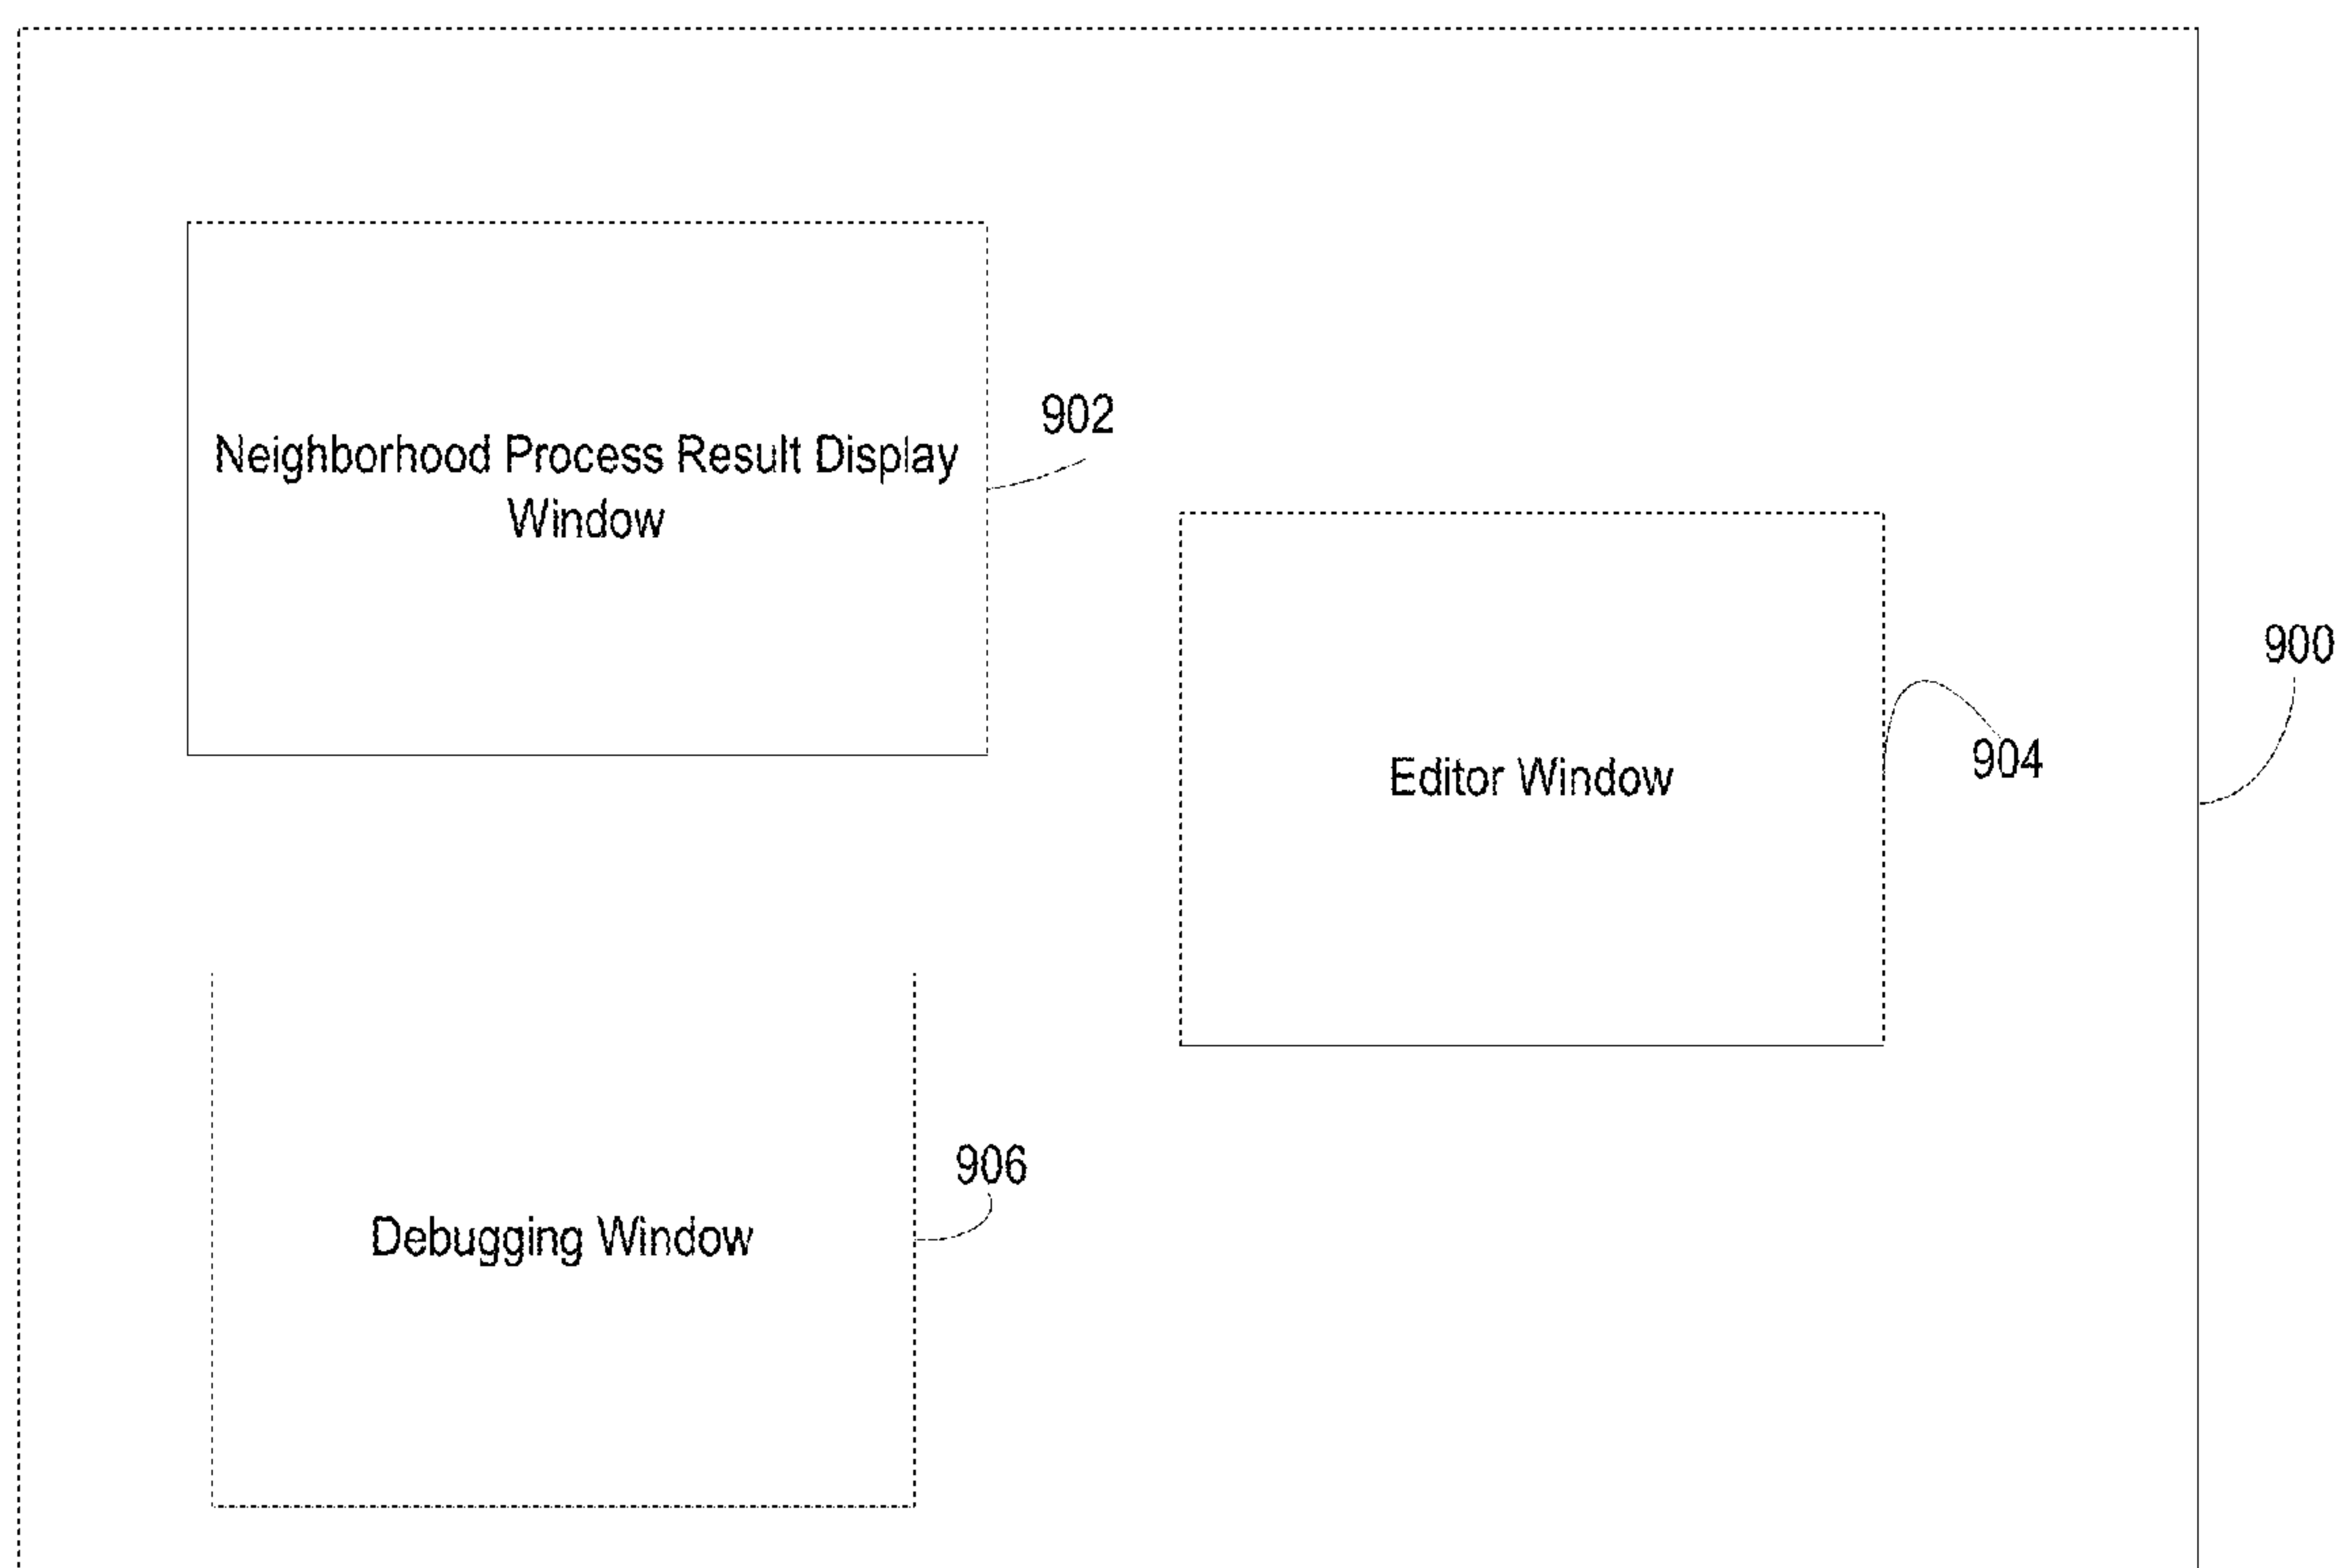 902
Neighborhood Process Result Display
Window
900
904
Editor Window
906
Debugging Window